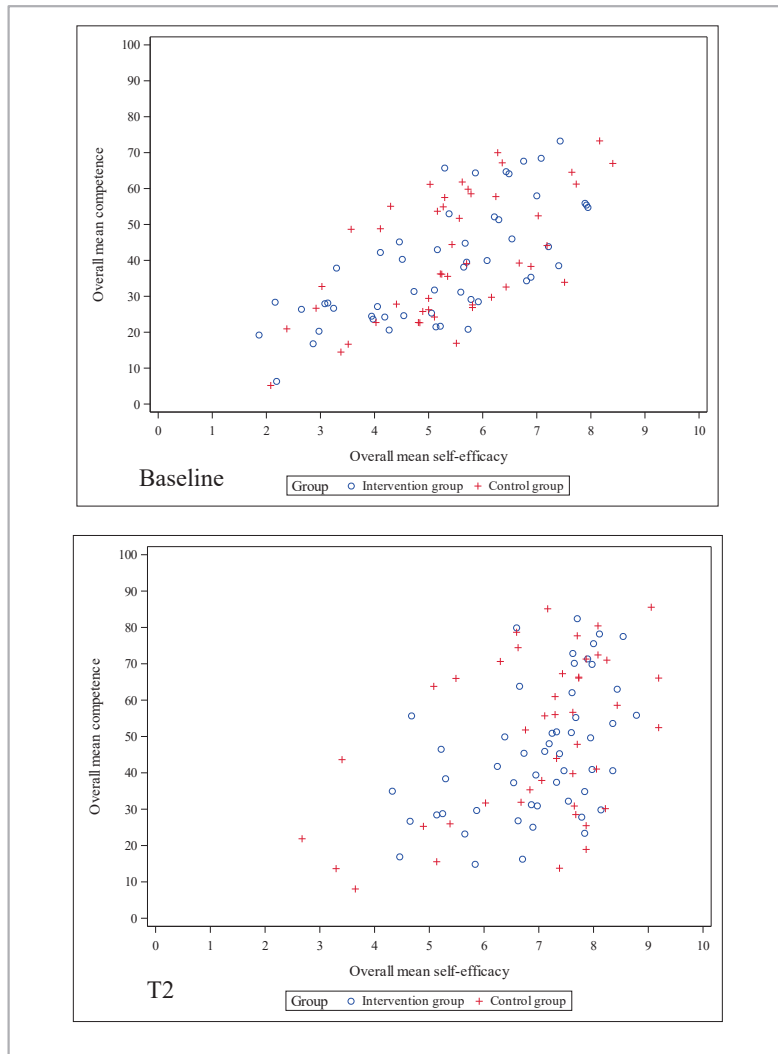 100
90
80
70
60
50
40
30
20
10
0
Overall mean competence
0 1 2 3 4 5 6 7 8 9 10
Overall mean self-efficacy
Baseline
Group Intervention group Control group
100
90
80
70
60
50
40
30
20
10
0
Overall mean competence
0 1 2 3 4 5 6 7 8 9 10
Overall mean self-efficacy
T2
Group Intervention group Control group